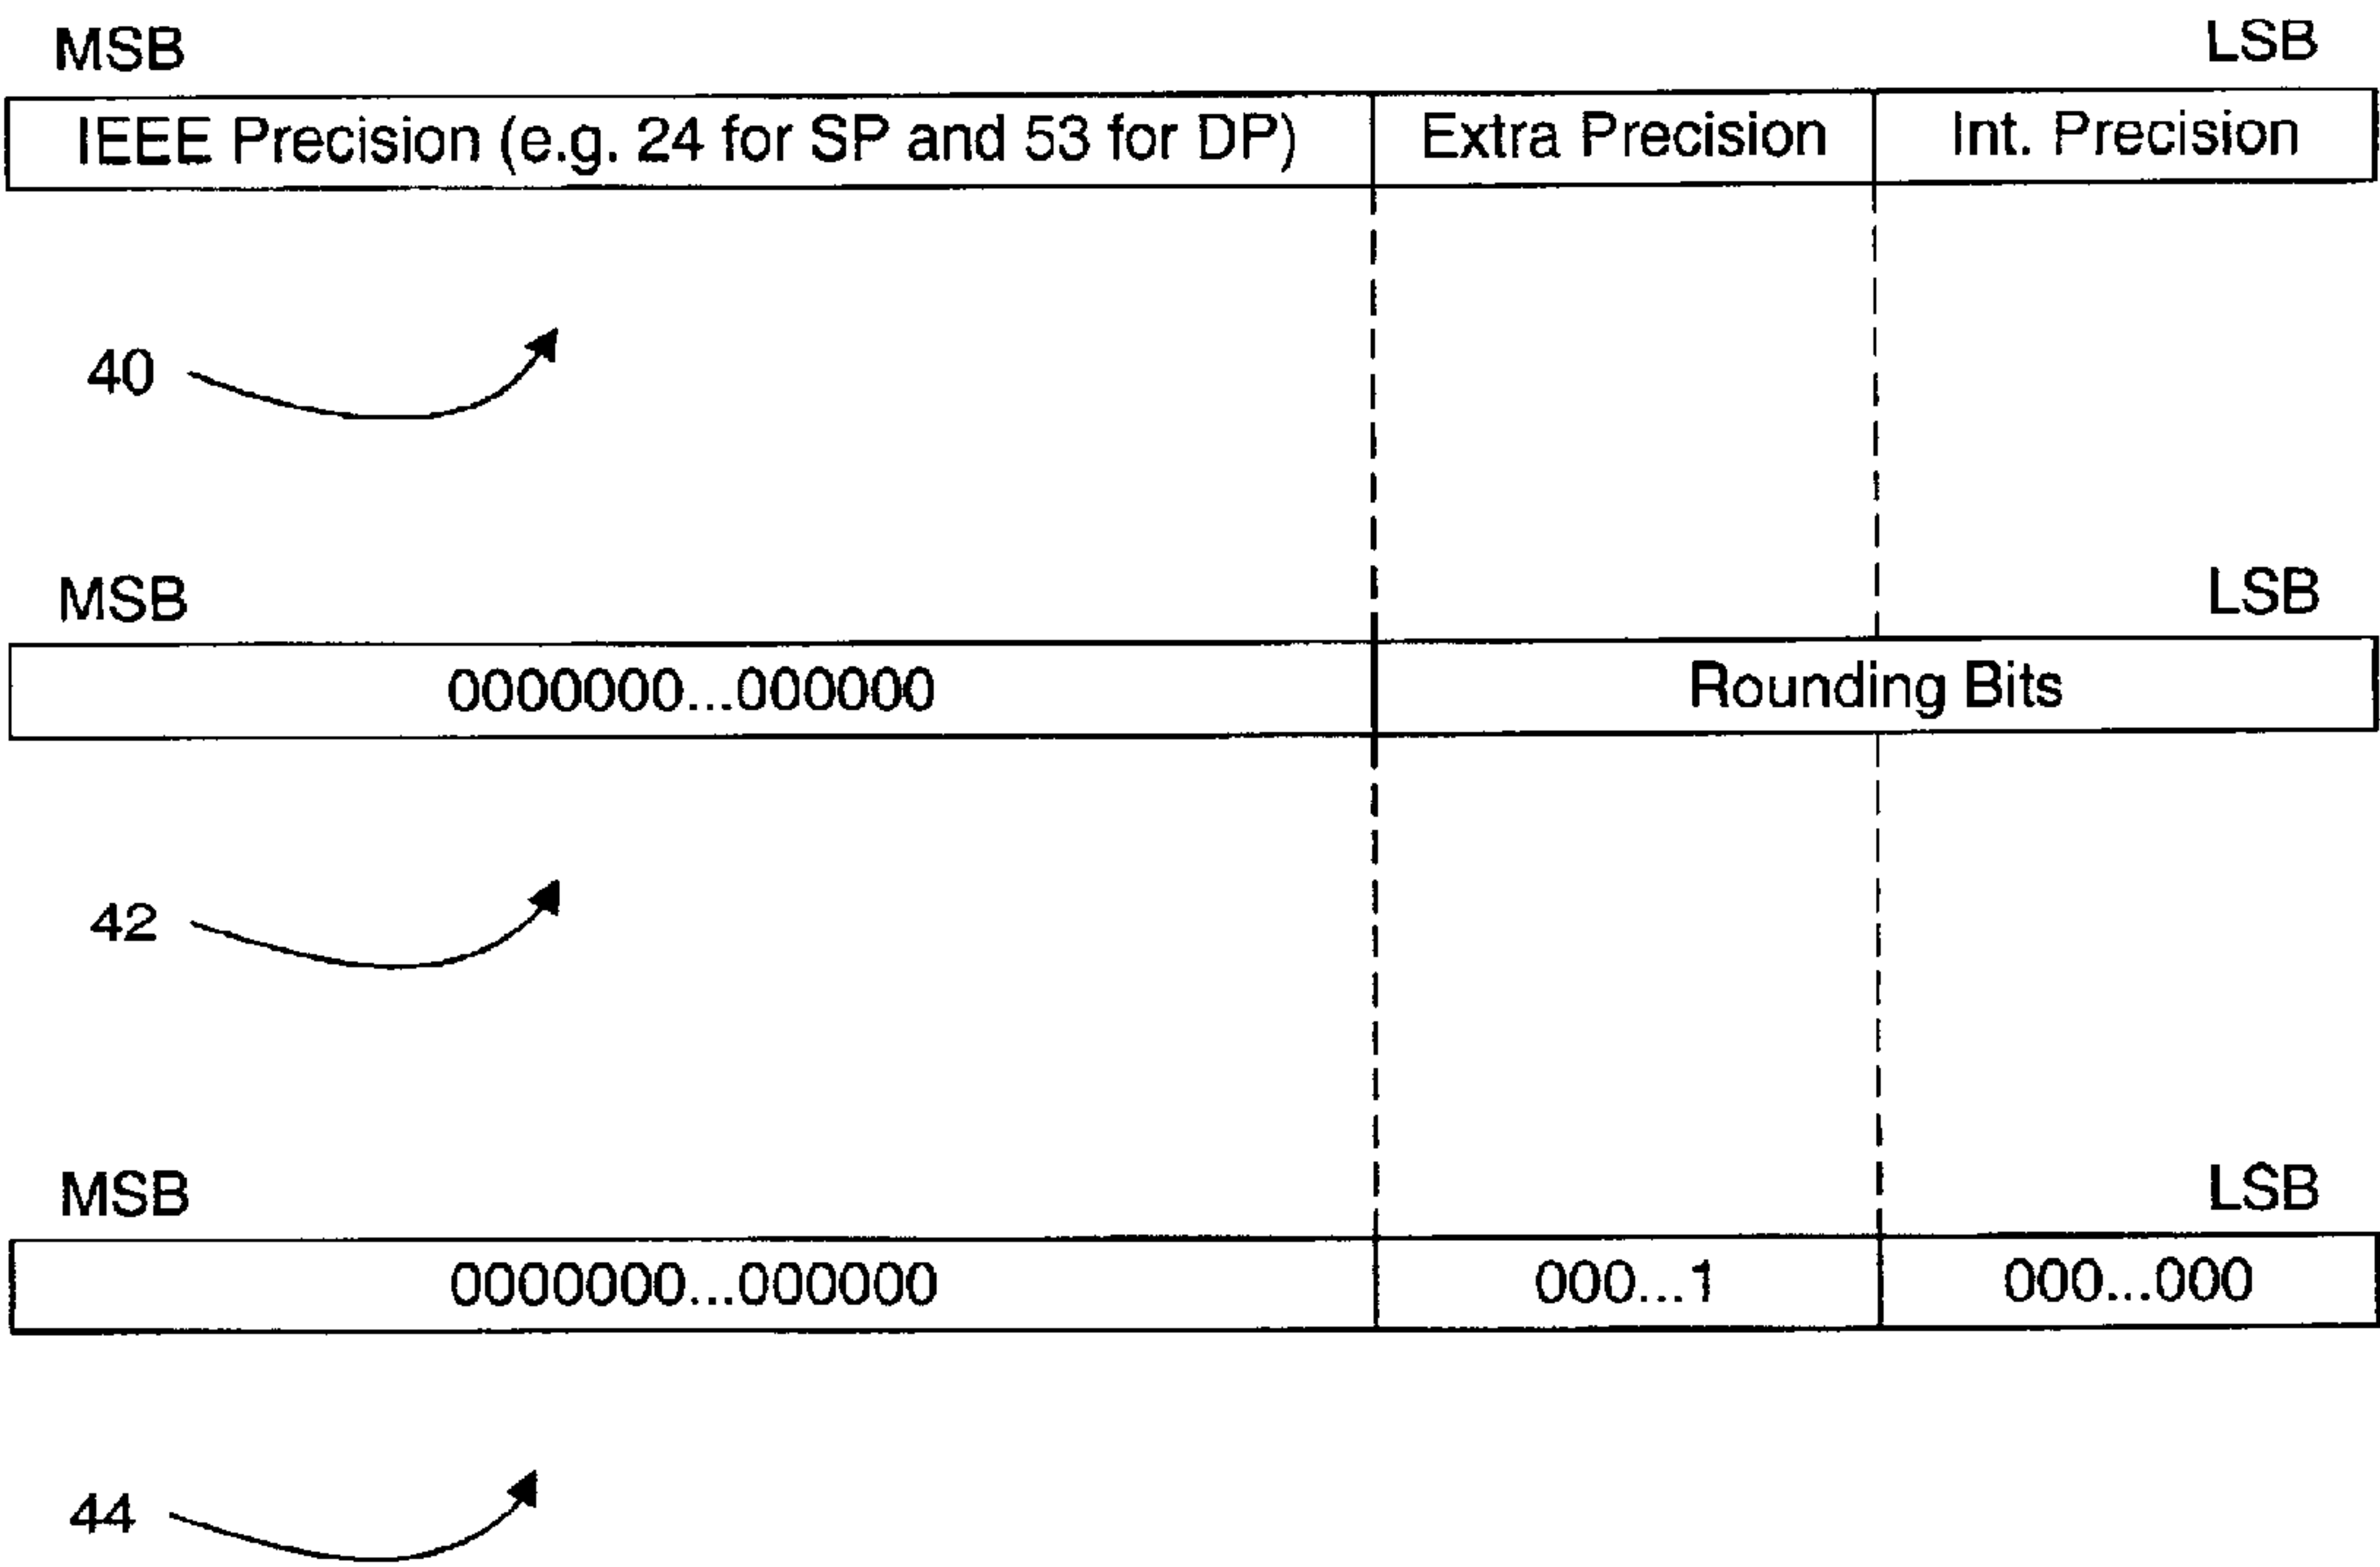 MSB LSB
IEEE Precision (e.g. 24 for SP and 53 for DP) Extra Precision Int. Precision
40
MSB LSB
0000000...000000 Rounding Bits
42
MSB LSB
0000000...000000 000...1 000...000
44